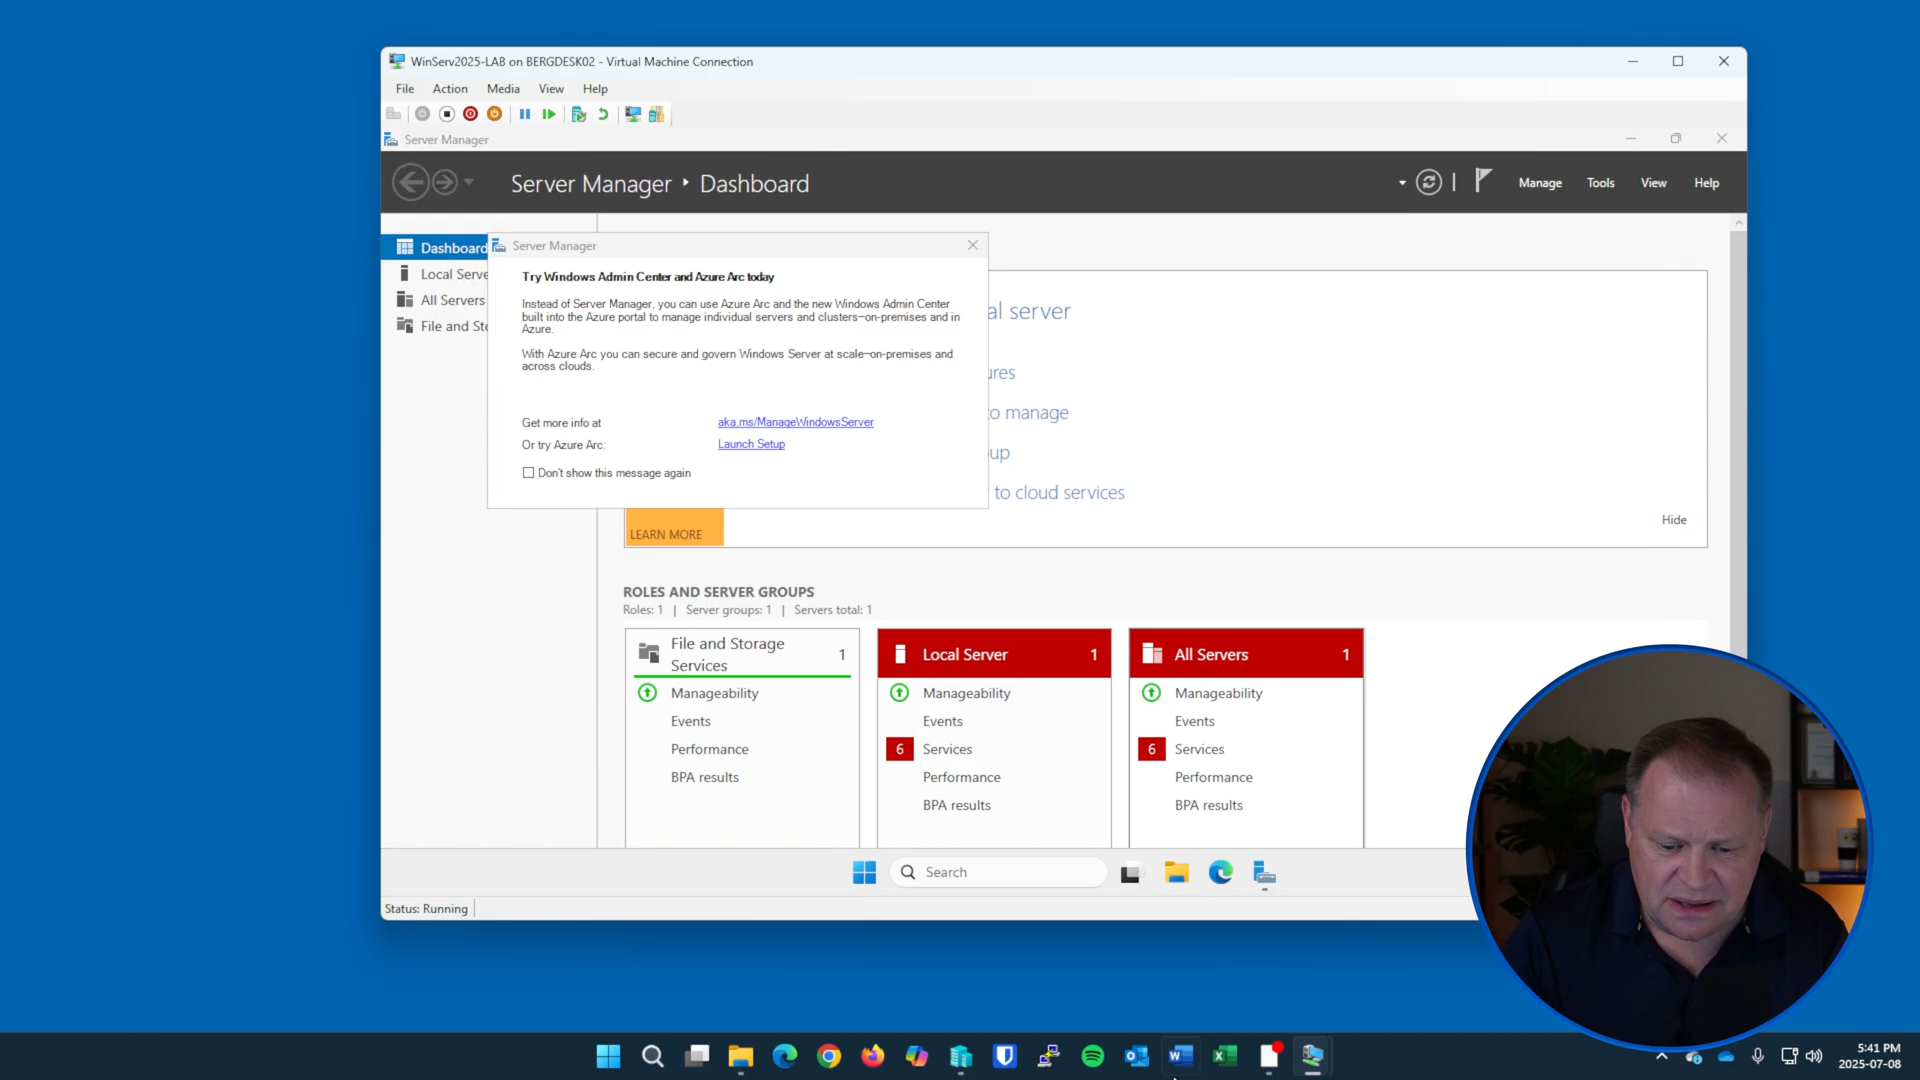 WinServ2025-LAB on BERGDESK02 - Virtual Machine Connection
File Action Media View Help
Server Manager
Server Manager ‣ Dashboard
Manage Tools View Help
Dashboard
Local Serve
All Servers
File and Sto
Server Manager
Try Windows Admin Center and Azure Arc today
Instead of Server Manager, you can use Azure Arc and the new Windows Admin Center
built into the Azure portal to manage individual servers and clusters–on-premises and in
Azure.
With Azure Arc you can secure and govern Windows Server at scale–on-premises and
across clouds.
Get more info at aka.ms/ManageWindowsServer
Or try Azure Arc: Launch Setup
Don't show this message again
al server
ures
to manage
up
to cloud services
Hide
LEARN MORE
ROLES AND SERVER GROUPS
Roles: 1 | Server groups: 1 | Servers total: 1
File and Storage
Services
1
Manageability
Events
Performance
BPA results
Local Server 1
Manageability
Events
6 Services
Performance
BPA results
All Servers 1
Manageability
Events
6 Services
Performance
BPA results
Search
Status: Running
5:41 PM
2025-07-08